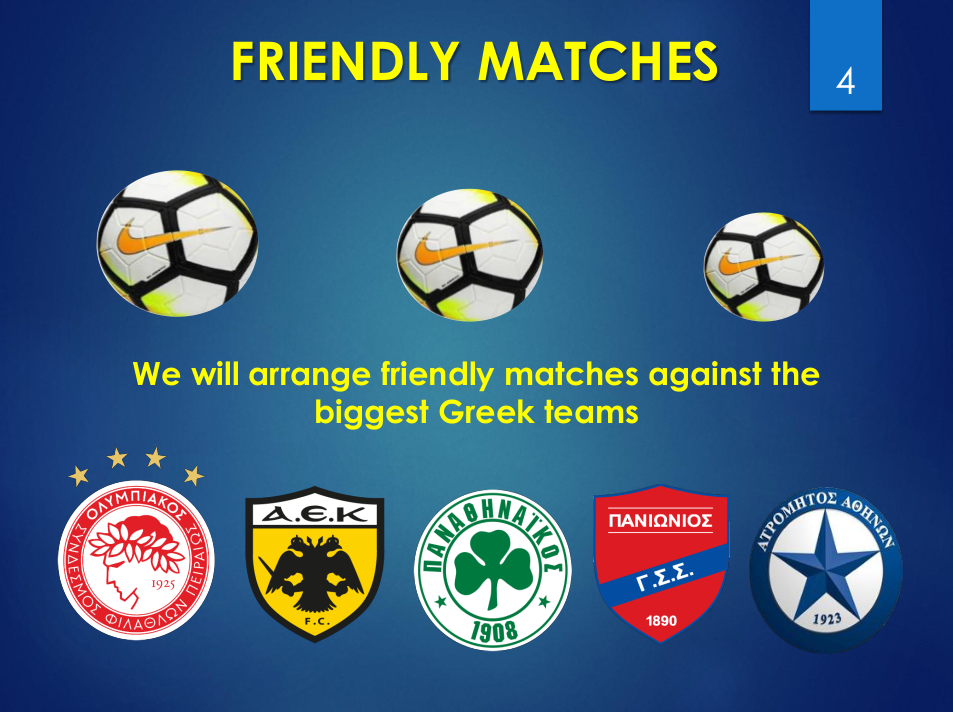 FRIENDLY MATCHES
4
We will arrange friendly matches against the
biggest Greek teams
ΟΛΥΜΠΙΑΚΟΣ
ΣΥΝΔΕΣΜΟΣ ΦΙΛΑΘΛΩΝ ΠΕΙΡΑΙΩΣ
1925
Α.Ε.Κ
F.C.
ΠΑΝΑΘΗΝΑΪΚΟΣ
1908
ΠΑΝΙΩΝΙΟΣ
Γ.Σ.Σ.
1890
ΑΤΡΟΜΗΤΟΣ ΑΘΗΝΩΝ
1923